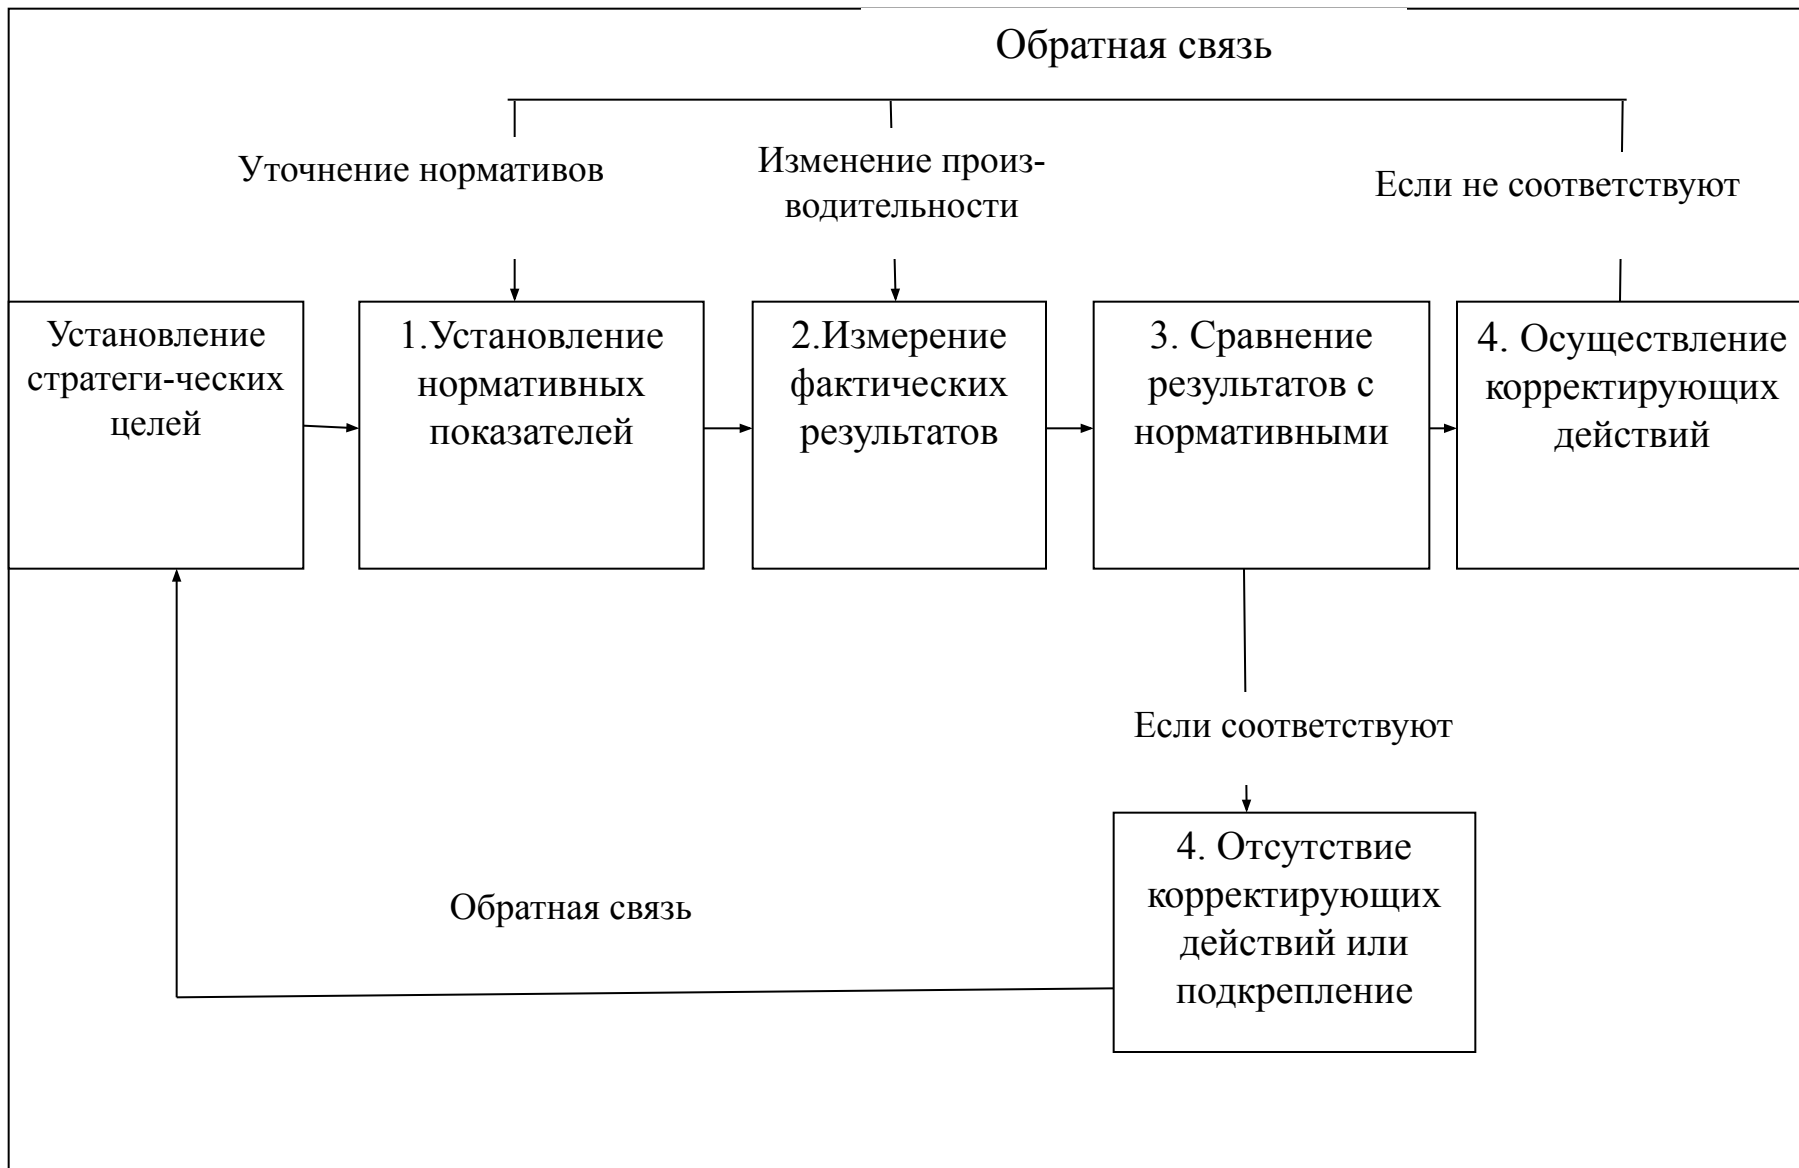 Обратная связь
Уточнение нормативов
Изменение произ-
водительности
Если не соответствуют
Установление
стратеги-ческих
целей
1.Установление
нормативных
показателей
2.Измерение
фактических
результатов
3. Сравнение
результатов с
нормативными
4. Осуществление
корректирующих
действий
Если соответствуют
4. Отсутствие
корректирующих
действий или
подкрепление
Обратная связь